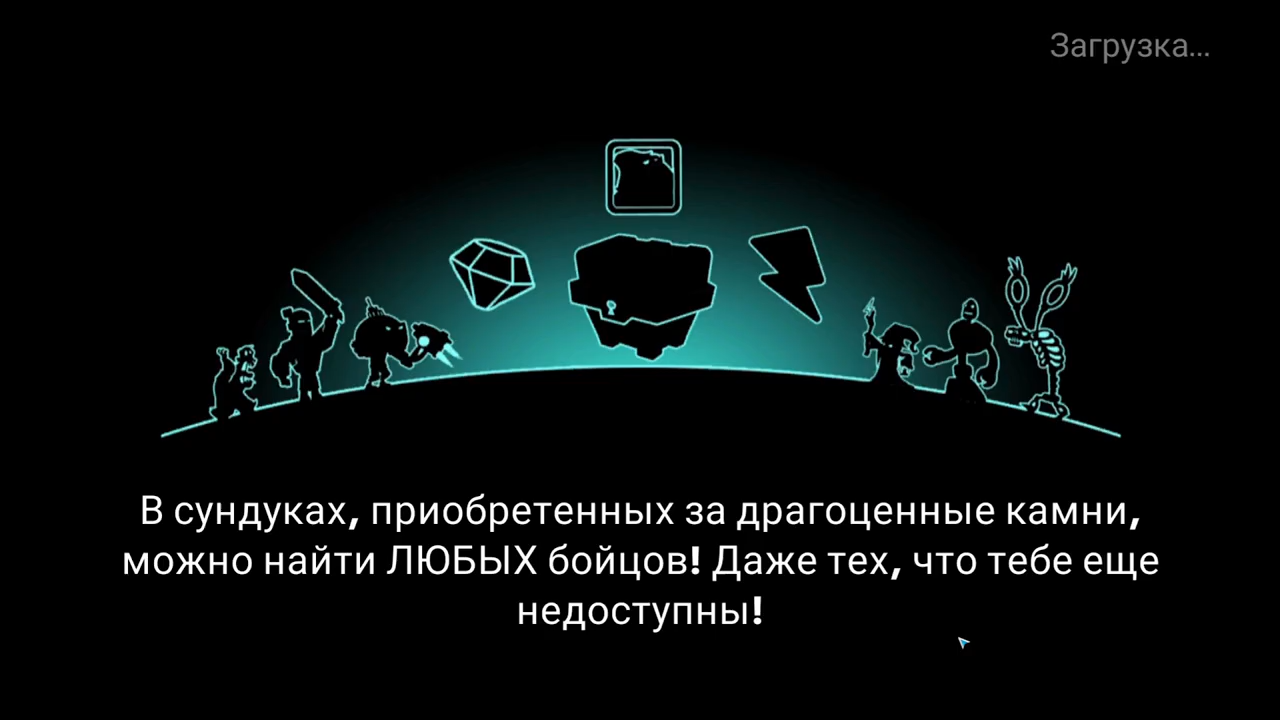 Загрузка...
В сундуках, приобретенных за драгоценные камни,
можно найти ЛЮБЫХ бойцов! Даже тех, что тебе еще
недоступны!